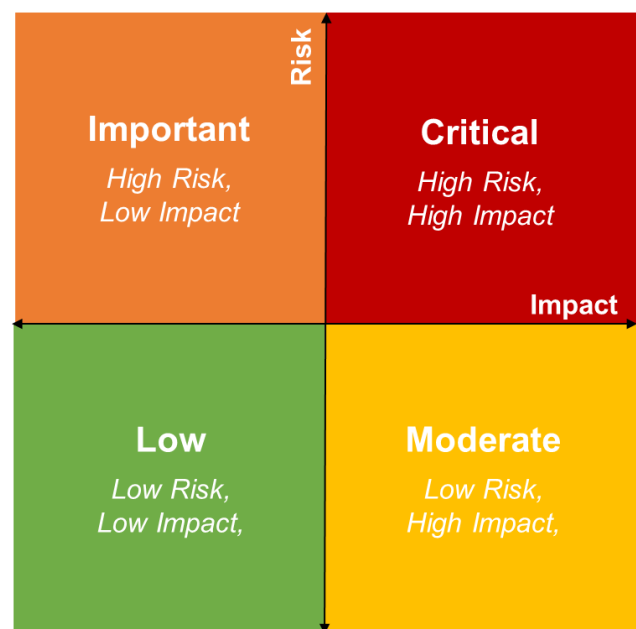 Risk
Important
High Risk,
Low Impact
Critical
High Risk,
High Impact
Impact
Low
Low Risk,
Low Impact,
Moderate
Low Risk,
High Impact,